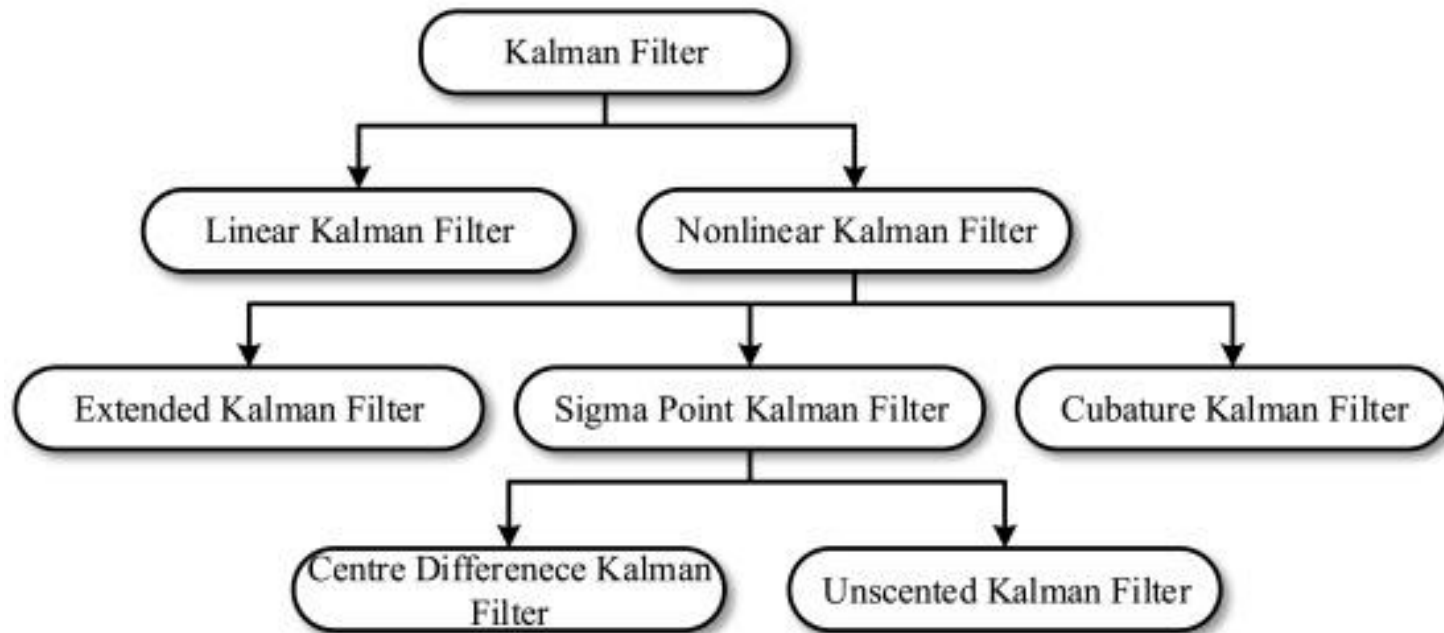 Kalman Filter
Linear Kalman Filter
Nonlinear Kalman Filter
Extended Kalman Filter
Sigma Point Kalman Filter
Cubature Kalman Filter
Centre Differenece Kalman
Filter
Unscented Kalman Filter